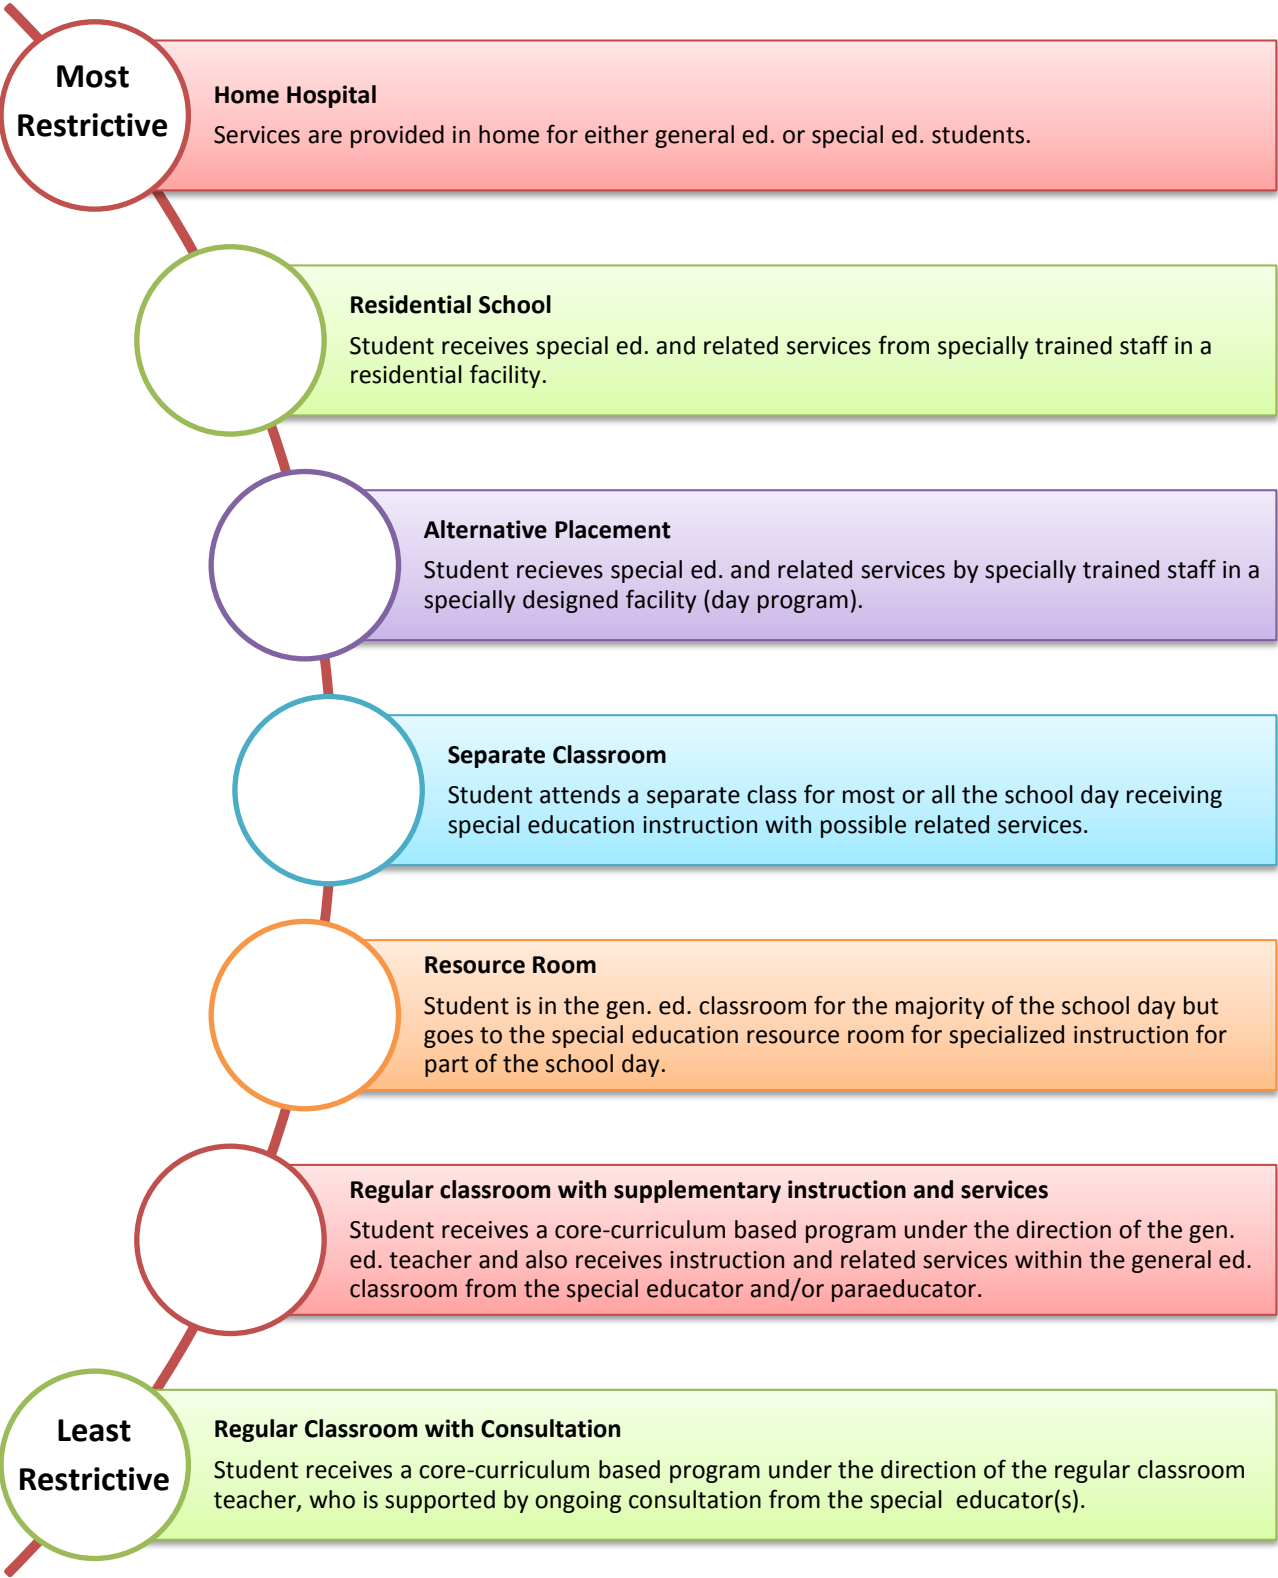 Most
Restrictive
Home Hospital
Services are provided in home for either general ed. or special ed. students.
Residential School
Student receives special ed. and related services from specially trained staff in a
residential facility.
Alternative Placement
Student recieves special ed. and related services by specially trained staff in a
specially designed facility (day program).
Separate Classroom
Student attends a separate class for most or all the school day receiving
special education instruction with possible related services.
Resource Room
Student is in the gen. ed. classroom for the majority of the school day but
goes to the special education resource room for specialized instruction for
part of the school day.
Regular classroom with supplementary instruction and services
Student receives a core-curriculum based program under the direction of the gen.
ed. teacher and also receives instruction and related services within the general ed.
classroom from the special educator and/or paraeducator.
Least
Restrictive
Regular Classroom with Consultation
Student receives a core-curriculum based program under the direction of the regular classroom
teacher, who is supported by ongoing consultation from the special  educator(s).